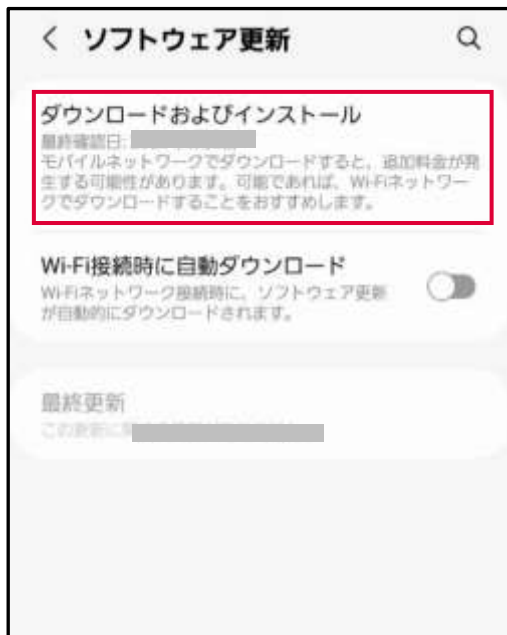 ソフトウェア更新
ダウンロードおよびインストール
最終確認日:
モバイルネットワークでダウンロードすると、追加料金が発
生する可能性があります。可能であれば、Wi-Fiネットワー
クでダウンロードすることをおすすめします。
Wi-Fi接続時に自動ダウンロード
Wi-Fiネットワーク接続時に、ソフトウェア更新
が自動的にダウンロードされます。
最終更新
この更新に